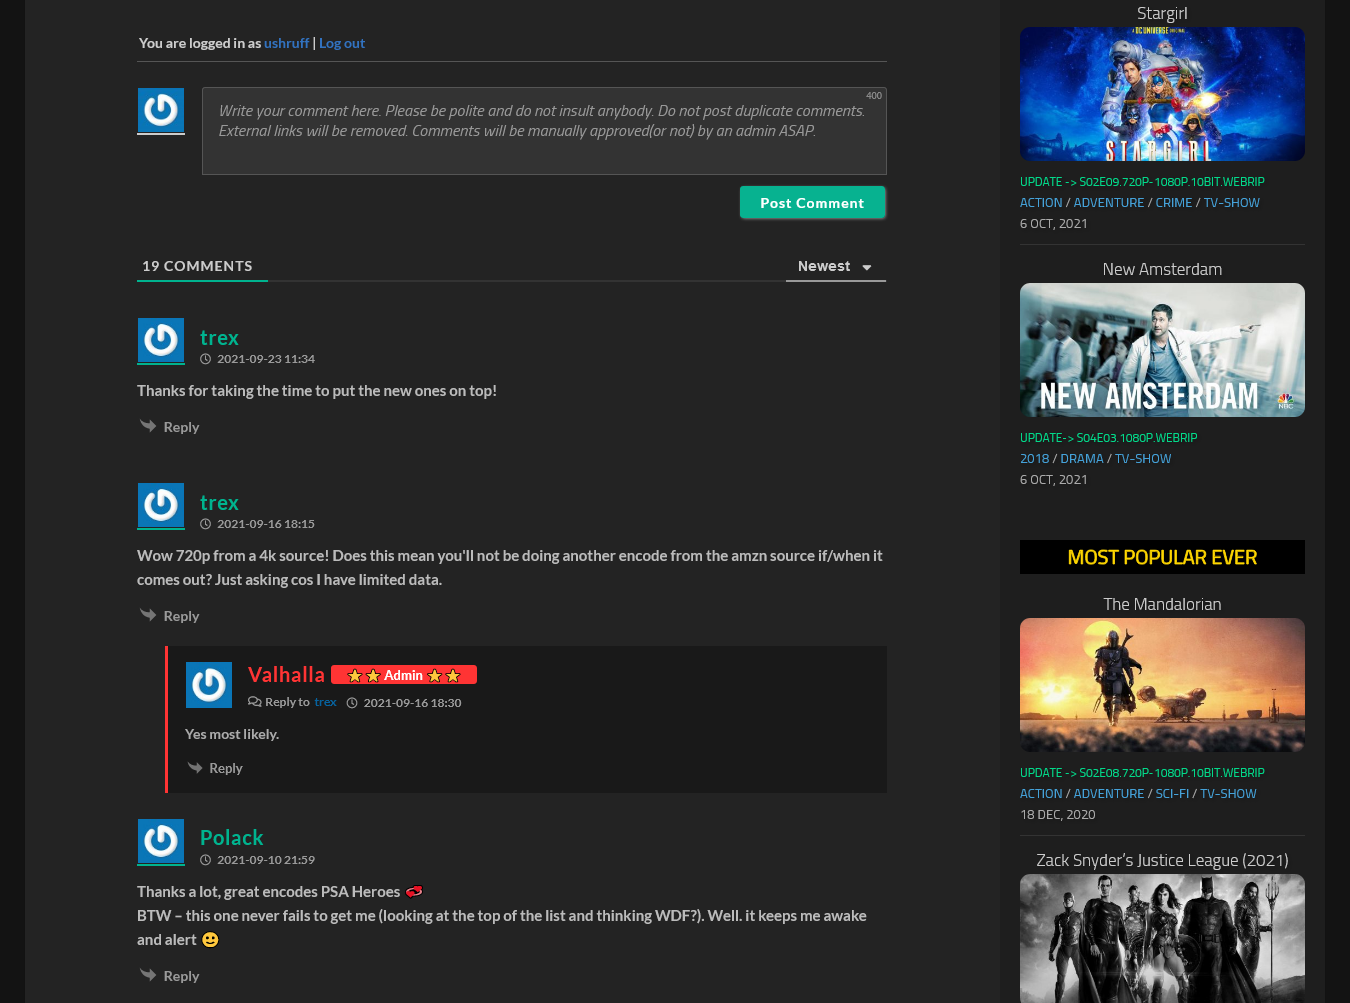 You are logged in as ushruff | Log out
400
Write your comment here. Please be polite and do not insult anybody. Do not post duplicate comments.
External links will be removed. Comments will be manually approved(or not) by an admin ASAP.
Post Comment
19 COMMENTS
Newest
trex
2021-09-23 11:34
Thanks for taking the time to put the new ones on top!
Reply
trex
2021-09-16 18:15
Wow 720p from a 4k source! Does this mean you'll not be doing another encode from the amzn source if/when it
comes out? Just asking cos I have limited data.
Reply
Valhalla ⭐⭐ Admin ⭐⭐
Reply to trex 2021-09-16 18:30
Yes most likely.
Reply
Polack
2021-09-10 21:59
Thanks a lot, great encodes PSA Heroes 🥩
BTW – this one never fails to get me (looking at the top of the list and thinking WDF?). Well. it keeps me awake
and alert 🙂
Reply
Stargirl
A DC UNIVERSE ORIGINAL
STARGIRL
UPDATE -> S02E09.720P-1080P.10BIT.WEBRIP
ACTION / ADVENTURE / CRIME / TV-SHOW
6 OCT, 2021
New Amsterdam
NEW AMSTERDAM
NBC
UPDATE-> S04E03.1080P.WEBRIP
2018 / DRAMA / TV-SHOW
6 OCT, 2021
MOST POPULAR EVER
The Mandalorian
UPDATE -> S02E08.720P-1080P.10BIT.WEBRIP
ACTION / ADVENTURE / SCI-FI / TV-SHOW
18 DEC, 2020
Zack Snyder’s Justice League (2021)